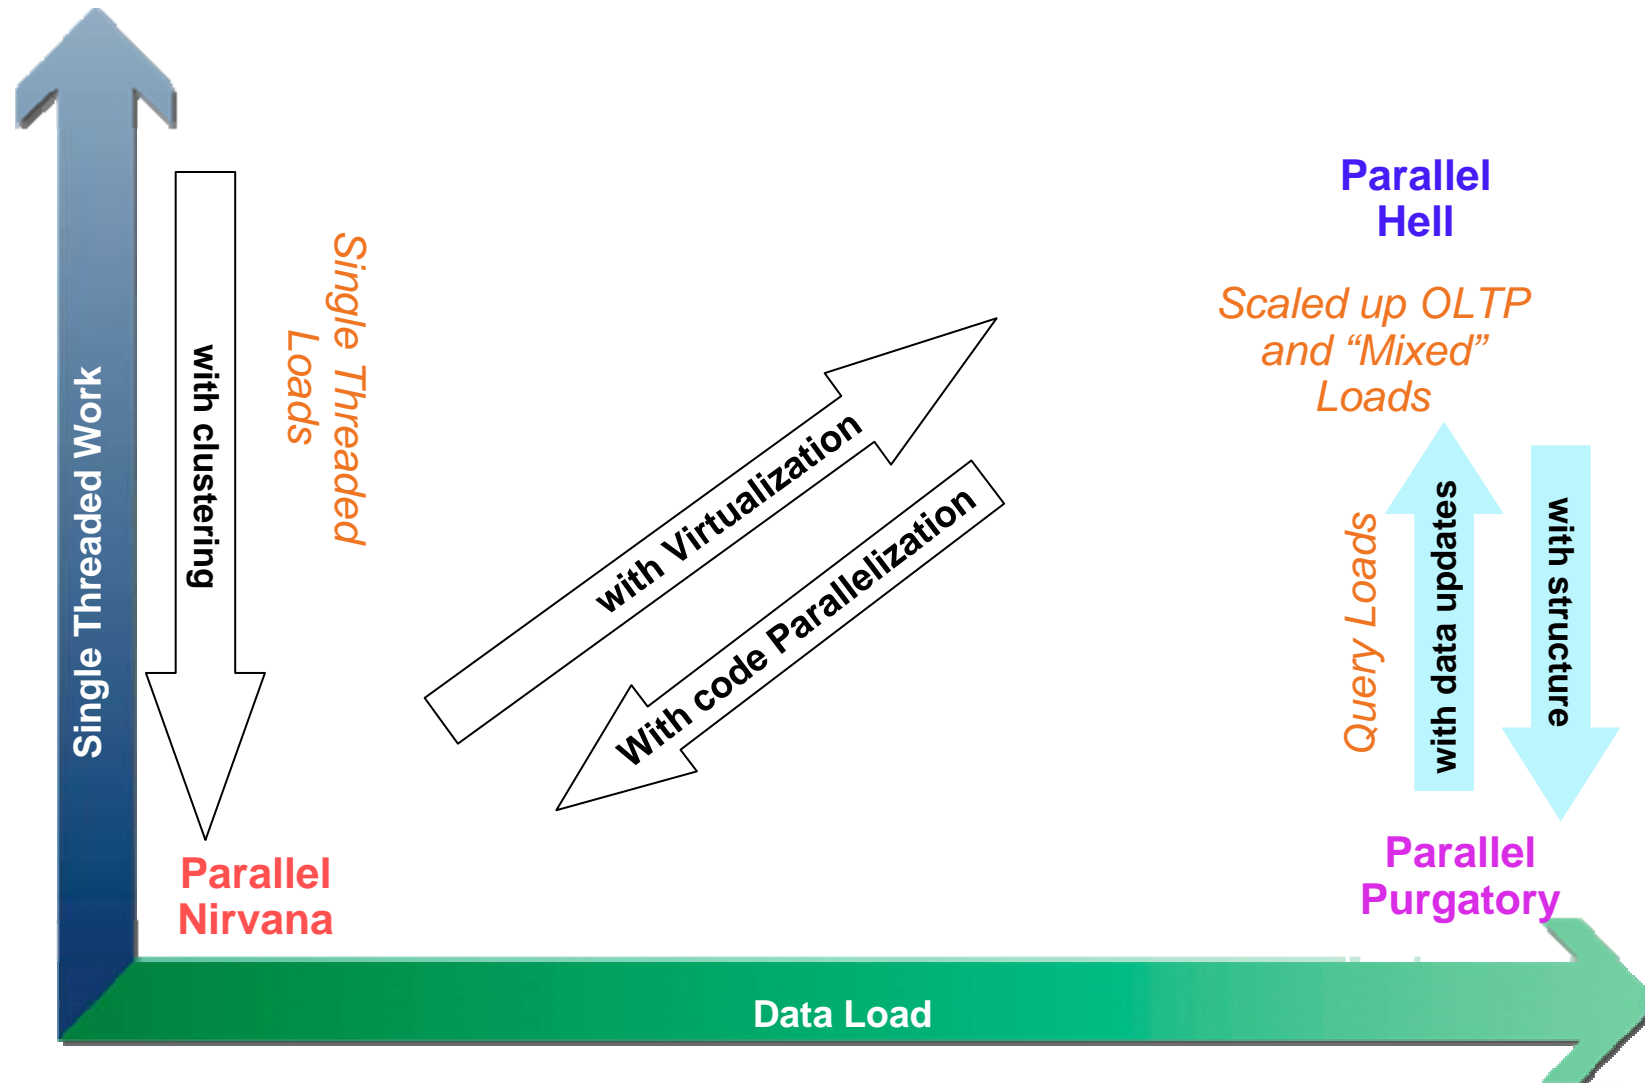 Single Threaded Work
with clustering
Single Threaded
Loads
with Virtualization
With code Parallelization
Parallel
Hell
Scaled up OLTP
and “Mixed”
Loads
Query Loads
with data updates
with structure
Parallel
Nirvana
Parallel
Purgatory
Data Load